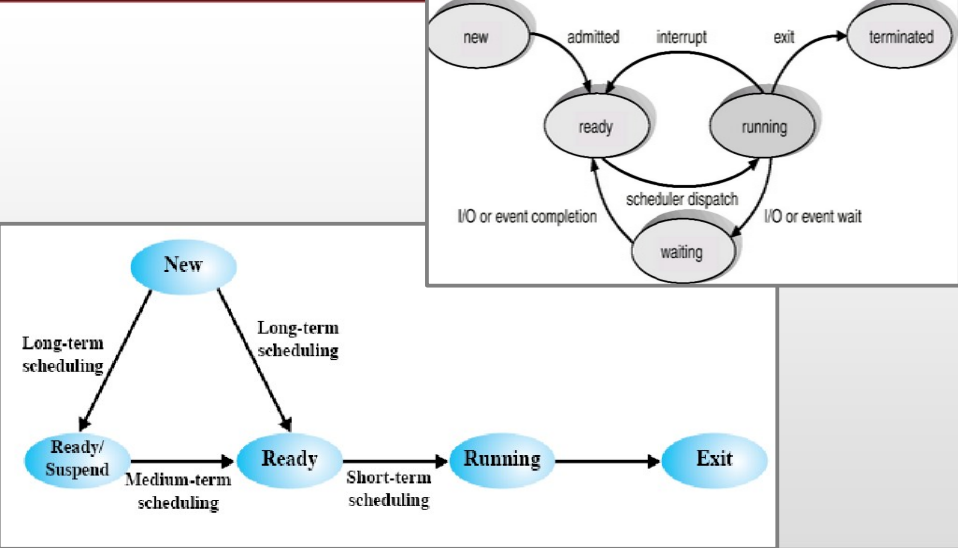 new
admitted
interrupt
exit
terminated
ready
running
scheduler dispatch
I/O or event completion
I/O or event wait
waiting
New
Long-term
scheduling
Long-term
scheduling
Ready/
Suspend
Medium-term
scheduling
Ready
Short-term
scheduling
Running
Exit